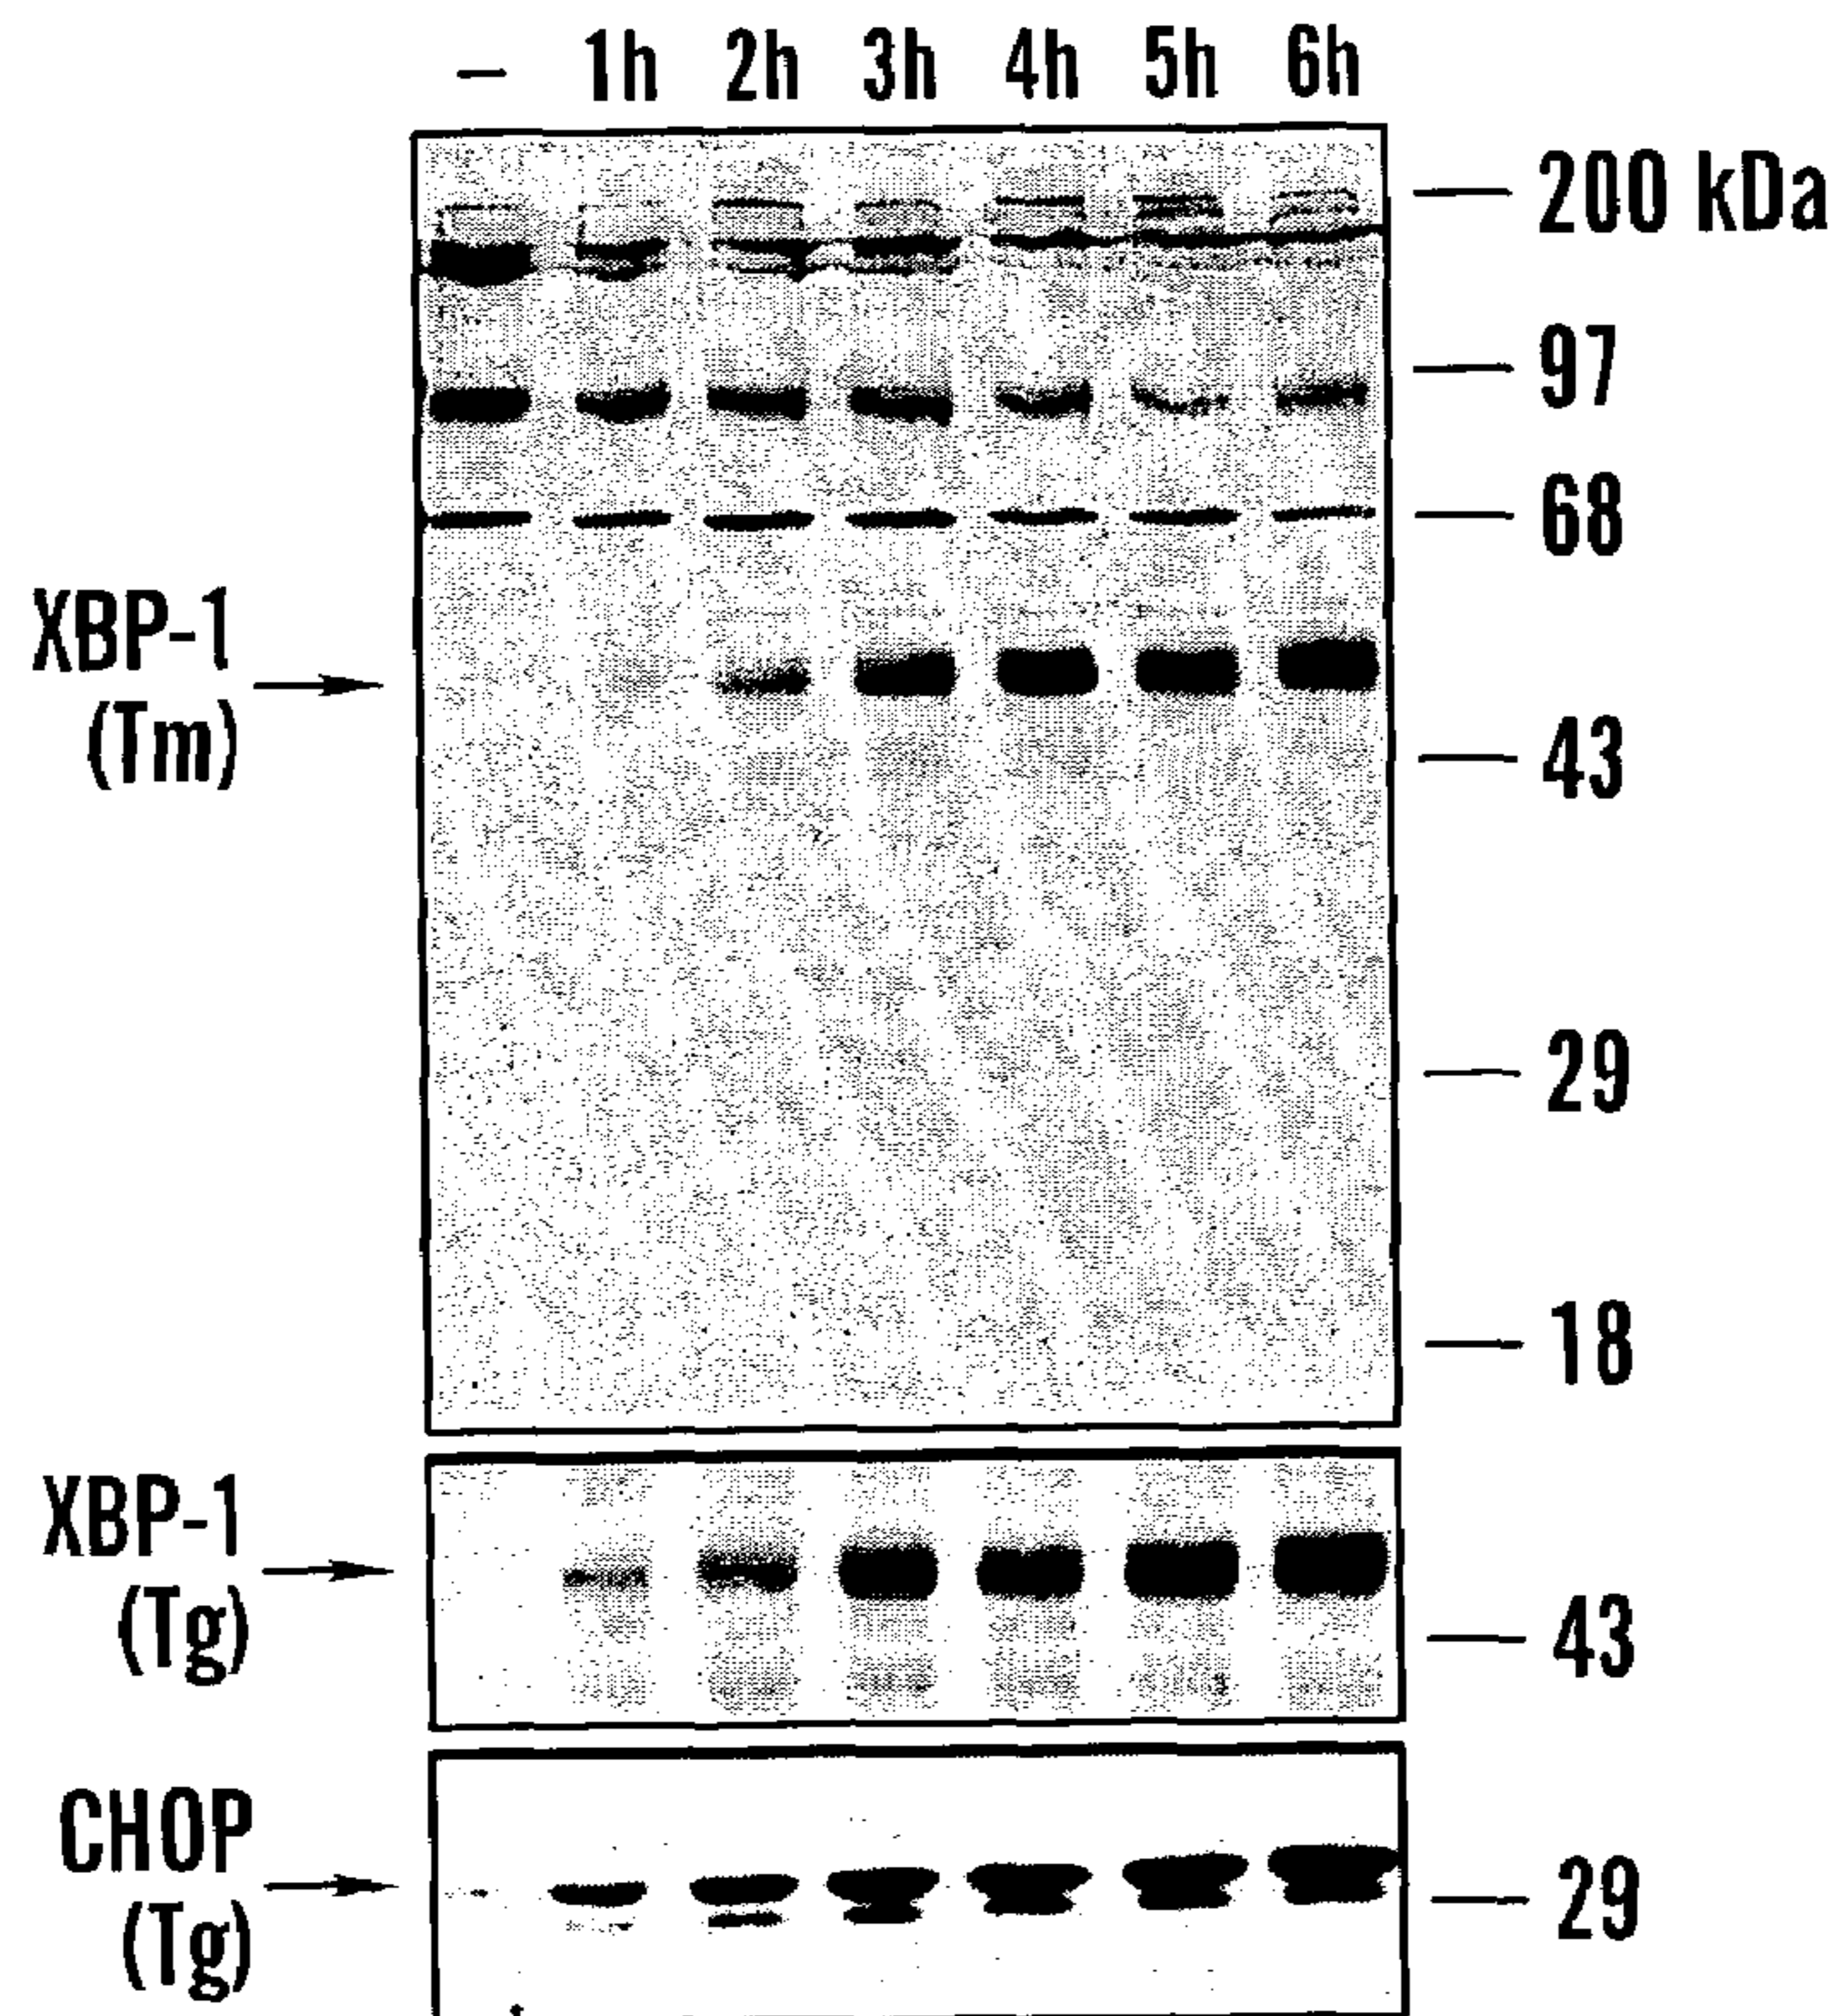 – 1h 2h 3h 4h 5h 6h
200 kDa
97
68
XBP-1
(Tm)
43
29
18
XBP-1
(Tg)
43
CHOP
(Tg)
29